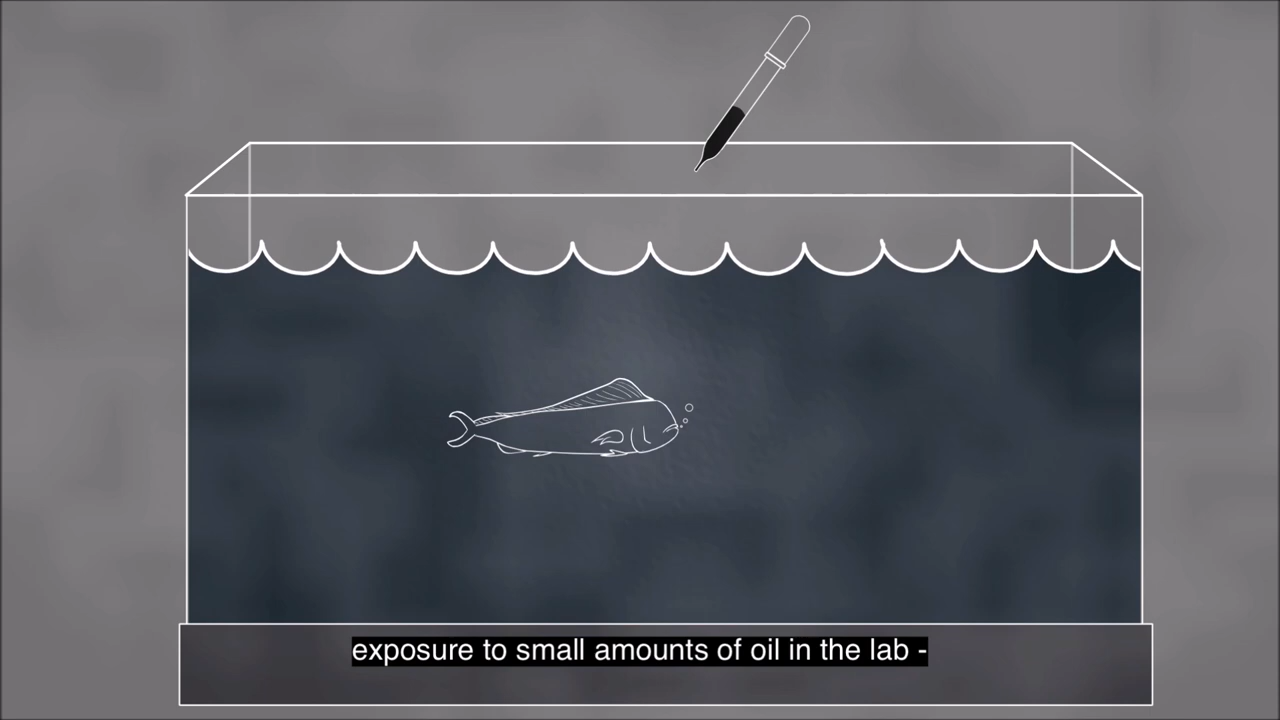 exposure to small amounts of oil in the lab -